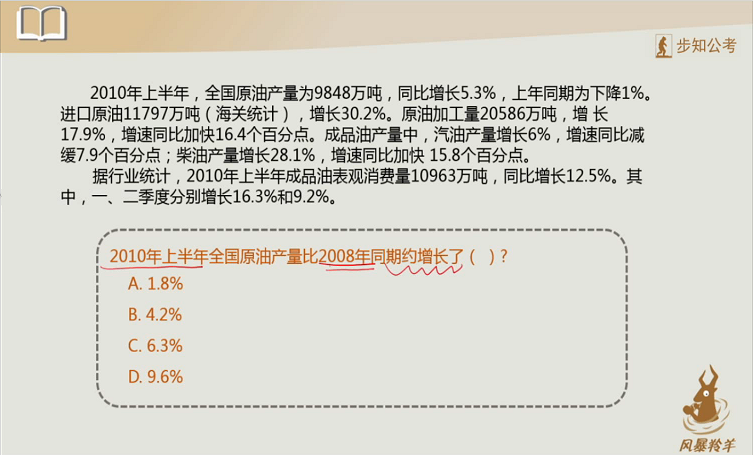 步知公考
2010年上半年，全国原油产量为9848万吨，同比增长5.3%，上年同期为下降1%。
进口原油11797万吨（海关统计），增长30.2%。原油加工量20586万吨，增 长
17.9%，增速同比加快16.4个百分点。成品油产量中，汽油产量增长6%，增速同比减
缓7.9个百分点；柴油产量增长28.1%，增速同比加快 15.8个百分点。
据行业统计，2010年上半年成品油表观消费量10963万吨，同比增长12.5%。其
中，一、二季度分别增长16.3%和9.2%。
2010年上半年全国原油产量比2008年同期约增长了（ ）?
A. 1.8%
B. 4.2%
C. 6.3%
D. 9.6%
风暴羚羊